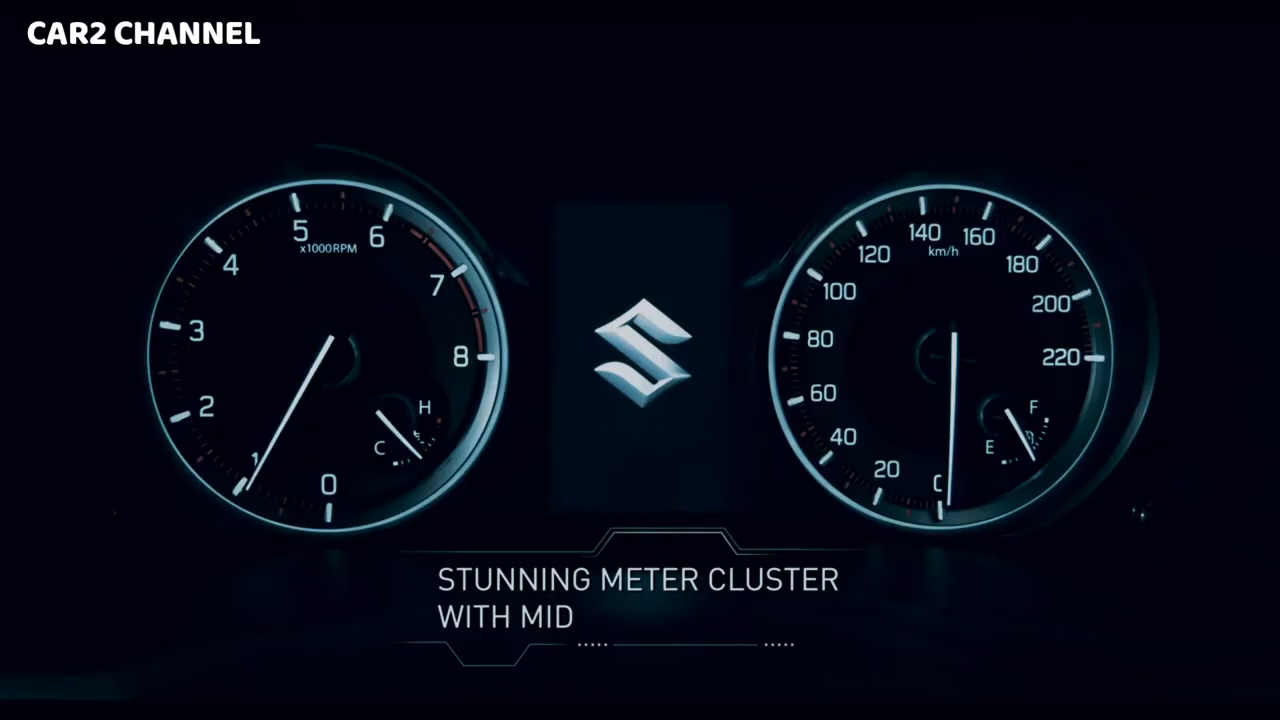 CAR2 CHANNEL
5
x1000RPM
6
4
7
3
8
2
H
C
1
0
140
160
km/h
120
180
100
200
80
220
60
F
40
E
20
STUNNING METER CLUSTER
WITH MID